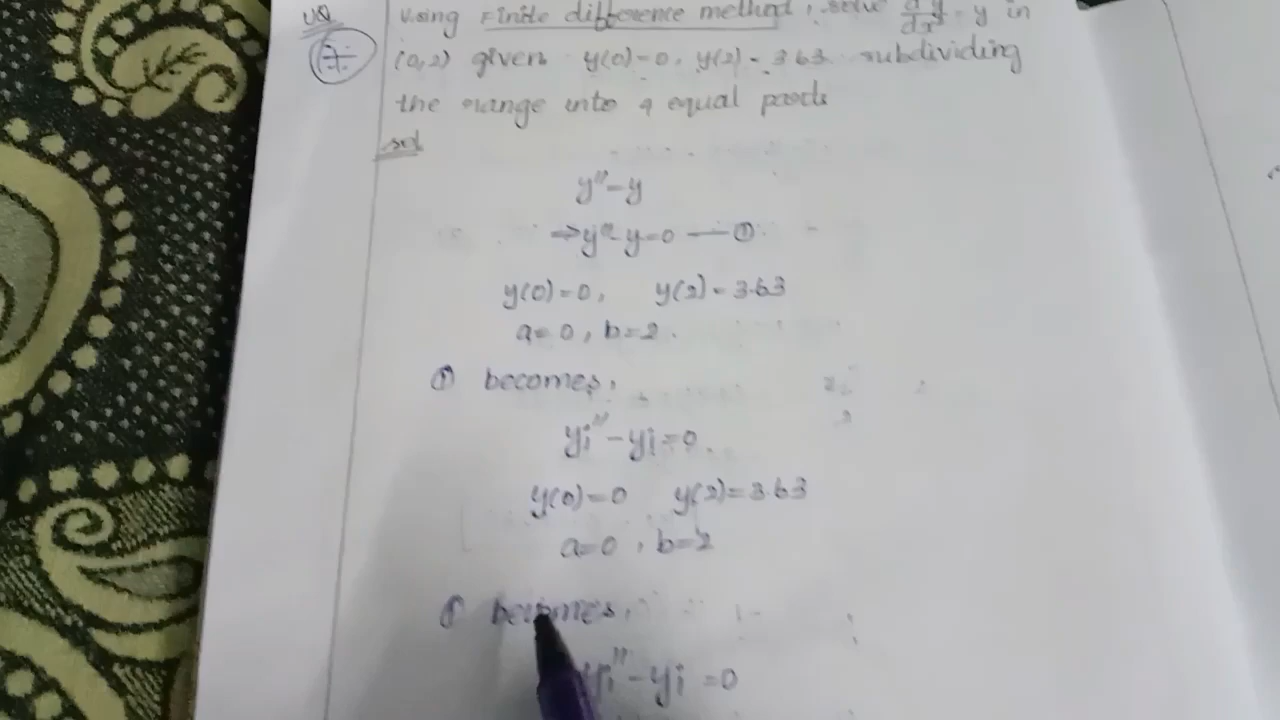 UQ
7. Using Finite difference method, solve d²y/dx² = y in
(0,2) given y(0)=0, y(2)=3.63 subdividing
the range into 4 equal parts
sol
y''=y
⇒y''-y=0 — ①
y(0)=0, y(2)=3.63
a=0, b=2.
① becomes,
yi''-yi=0.
y(0)=0 y(2)=3.63
a=0, b=2
① becomes,
yi''-yi=0